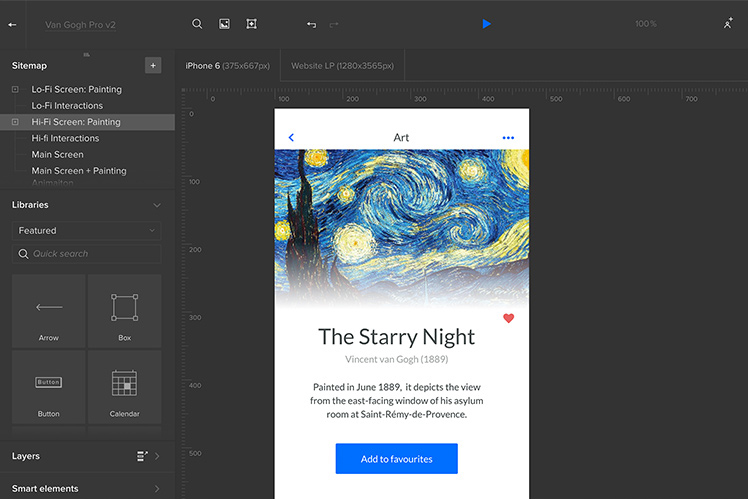 Van Gogh Pro v2
100%
Sitemap
+
iPhone 6 (375x667px)
Website LP (1280x3565px)
Lo-Fi Screen: Painting
Lo-Fi Interactions
Hi-Fi Screen: Painting
Hi-fi Interactions
Main Screen
Main Screen + Painting
Animaiton
0
100
200
300
400
500
600
700
0
100
200
300
400
500
Libraries
Featured
Quick search
Arrow
Box
Button
Button
Calendar
Layers
Smart elements
Art
The Starry Night
Vincent van Gogh (1889)
Painted in June 1889, it depicts the view
from the east-facing window of his asylum
room at Saint-Rémy-de-Provence.
Add to favourites